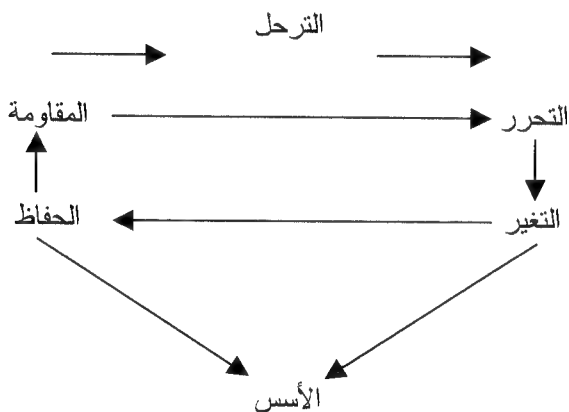 الترحل
التحرر
المقاومة
التغير
الحفاظ
الأسس